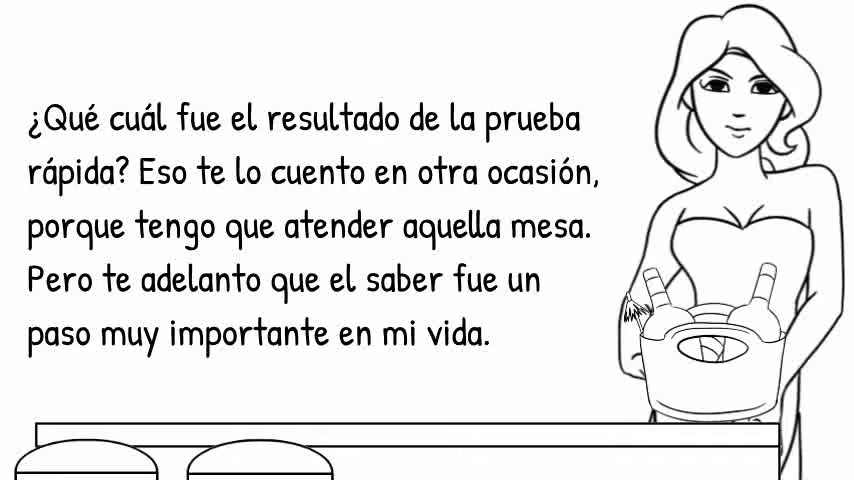 ¿Qué cuál fue el resultado de la prueba
rápida? Eso te lo cuento en otra ocasión,
porque tengo que atender aquella mesa.
Pero te adelanto que el saber fue un
paso muy importante en mi vida.